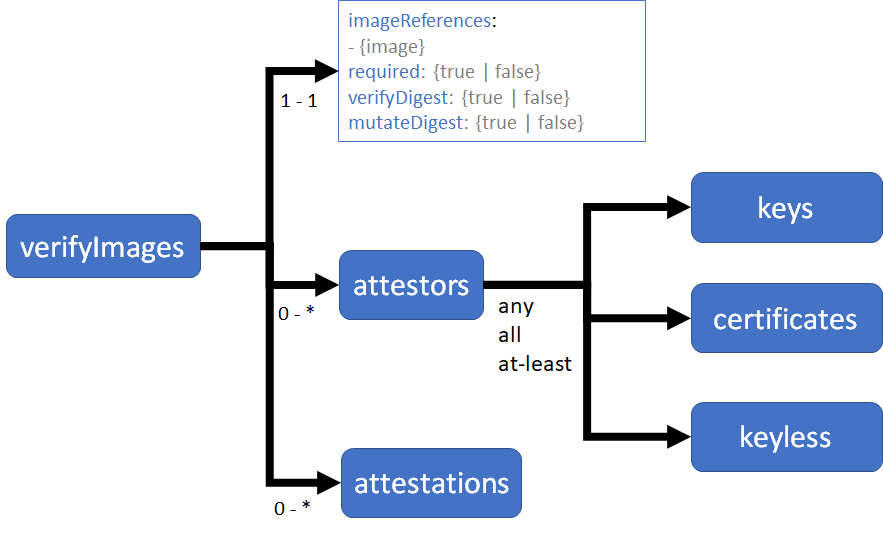 imageReferences:
- {image}
required: {true | false}
verifyDigest: {true | false}
mutateDigest: {true | false}
1 - 1
verifyImages
attestors
0 - *
any
all
at-least
keys
certificates
keyless
attestations
0 - *